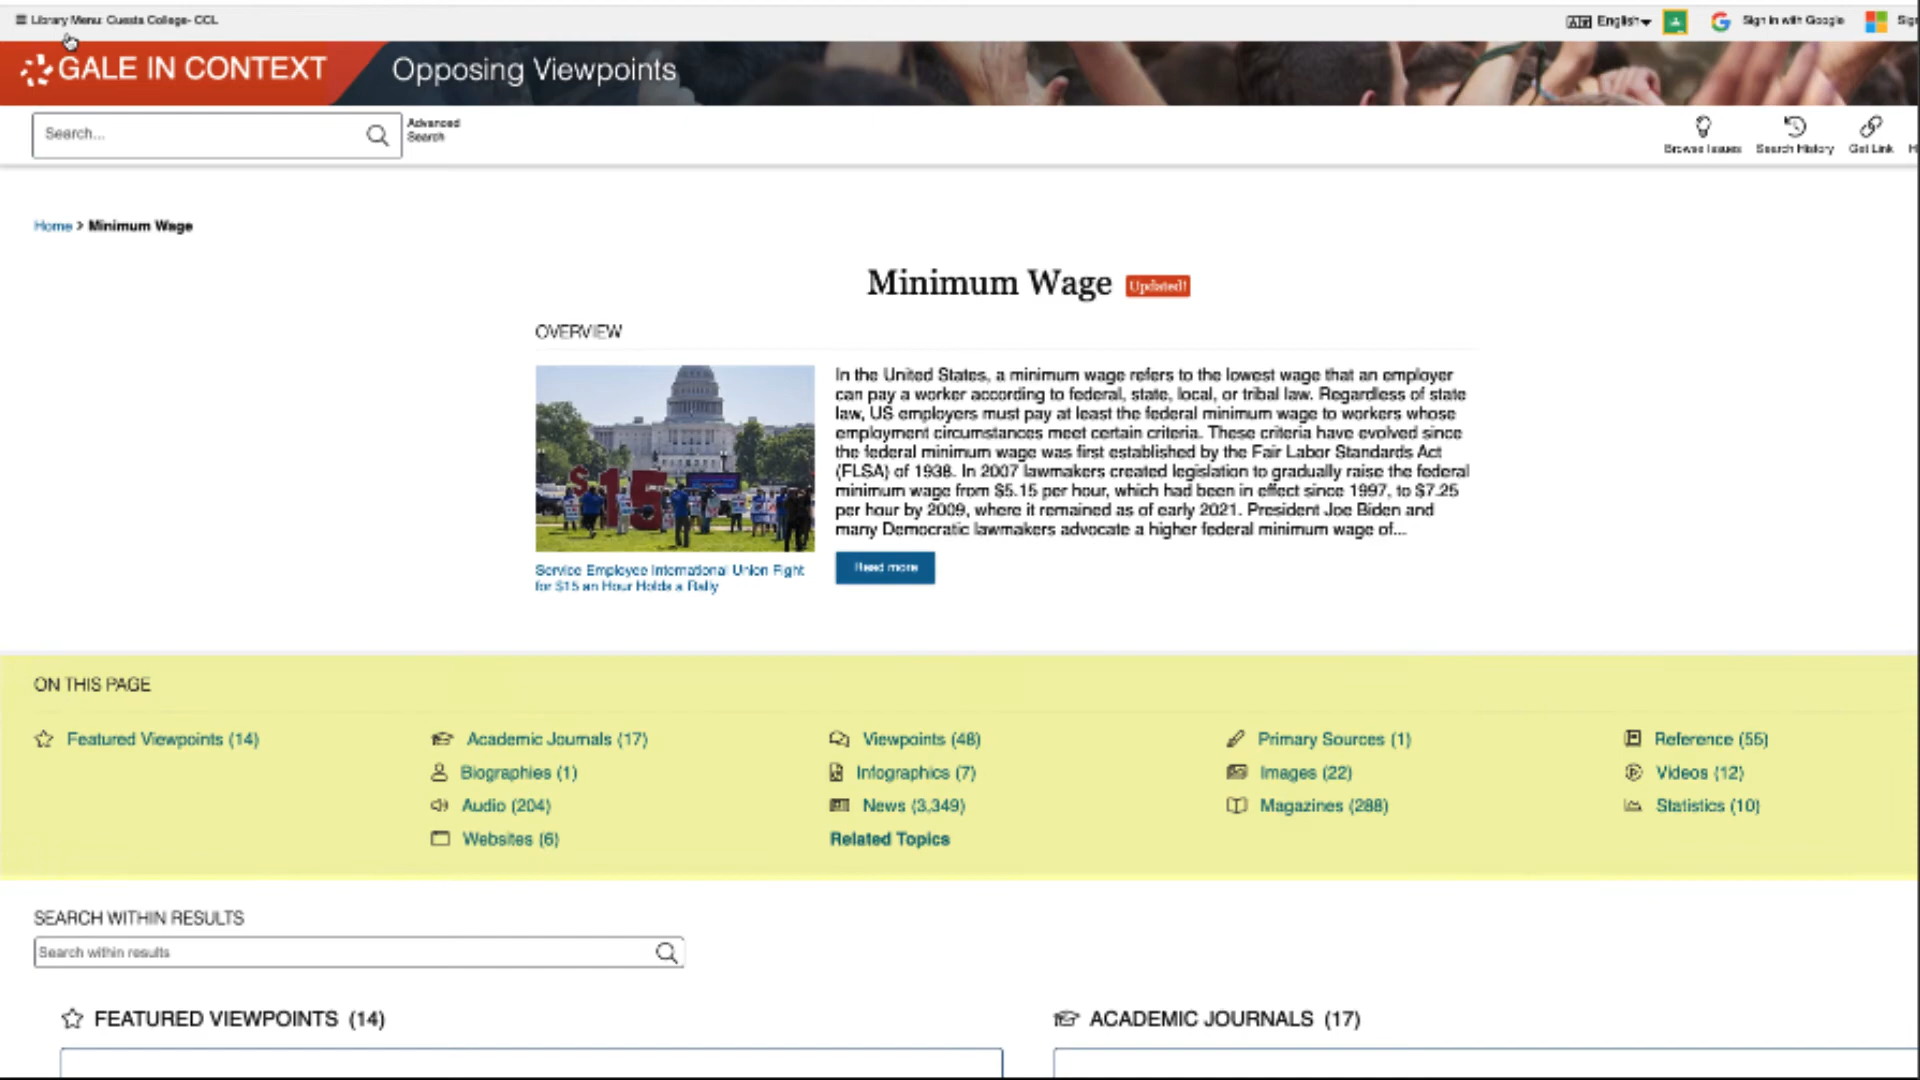 Library Menu: Cuesta College- CCL
English
Sign in with Google
GALE IN CONTEXT
Opposing Viewpoints
Search...
Advanced
Search
Browse Issues
Search History
Get Link
Home > Minimum Wage
Minimum Wage Updated!
OVERVIEW
$15
In the United States, a minimum wage refers to the lowest wage that an employer
can pay a worker according to federal, state, local, or tribal law. Regardless of state
law, US employers must pay at least the federal minimum wage to workers whose
employment circumstances meet certain criteria. These criteria have evolved since
the federal minimum wage was first established by the Fair Labor Standards Act
(FLSA) of 1938. In 2007 lawmakers created legislation to gradually raise the federal
minimum wage from $5.15 per hour, which had been in effect since 1997, to $7.25
per hour by 2009, where it remained as of early 2021. President Joe Biden and
many Democratic lawmakers advocate a higher federal minimum wage of...
Service Employee International Union Fight
for $15 an Hour Holds a Rally
Read more
ON THIS PAGE
Featured Viewpoints (14)
Academic Journals (17)
Viewpoints (48)
Primary Sources (1)
Reference (55)
Biographies (1)
Infographics (7)
Images (22)
Videos (12)
Audio (204)
News (3,349)
Magazines (288)
Statistics (10)
Websites (6)
Related Topics
SEARCH WITHIN RESULTS
Search within results
FEATURED VIEWPOINTS (14)
ACADEMIC JOURNALS (17)